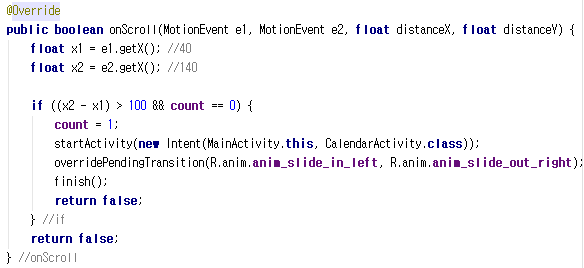 @Override
public boolean onScroll(MotionEvent e1, MotionEvent e2, float distanceX, float distanceY) {
    float x1 = e1.getX(); //40
    float x2 = e2.getX(); //140

    if ((x2 - x1) > 100 && count == 0) {
        count = 1;
        startActivity(new Intent(MainActivity.this, CalendarActivity.class));
        overridePendingTransition(R.anim.anim_slide_in_left, R.anim.anim_slide_out_right);
        finish();
        return false;
    } //if
    return false;
} //onScroll